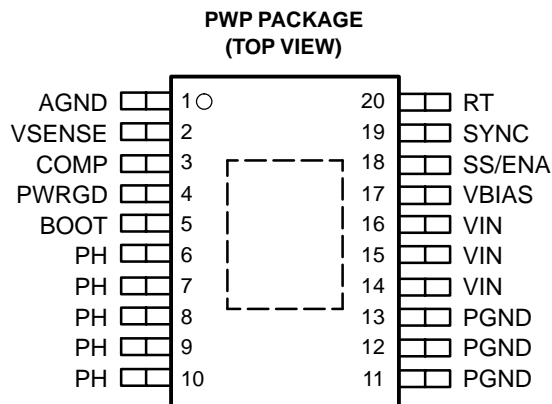 PWP PACKAGE
(TOP VIEW)
AGND 1 20 RT
VSENSE 2 19 SYNC
COMP 3 18 SS/ENA
PWRGD 4 17 VBIAS
BOOT 5 16 VIN
PH 6 15 VIN
PH 7 14 VIN
PH 8 13 PGND
PH 9 12 PGND
PH 10 11 PGND